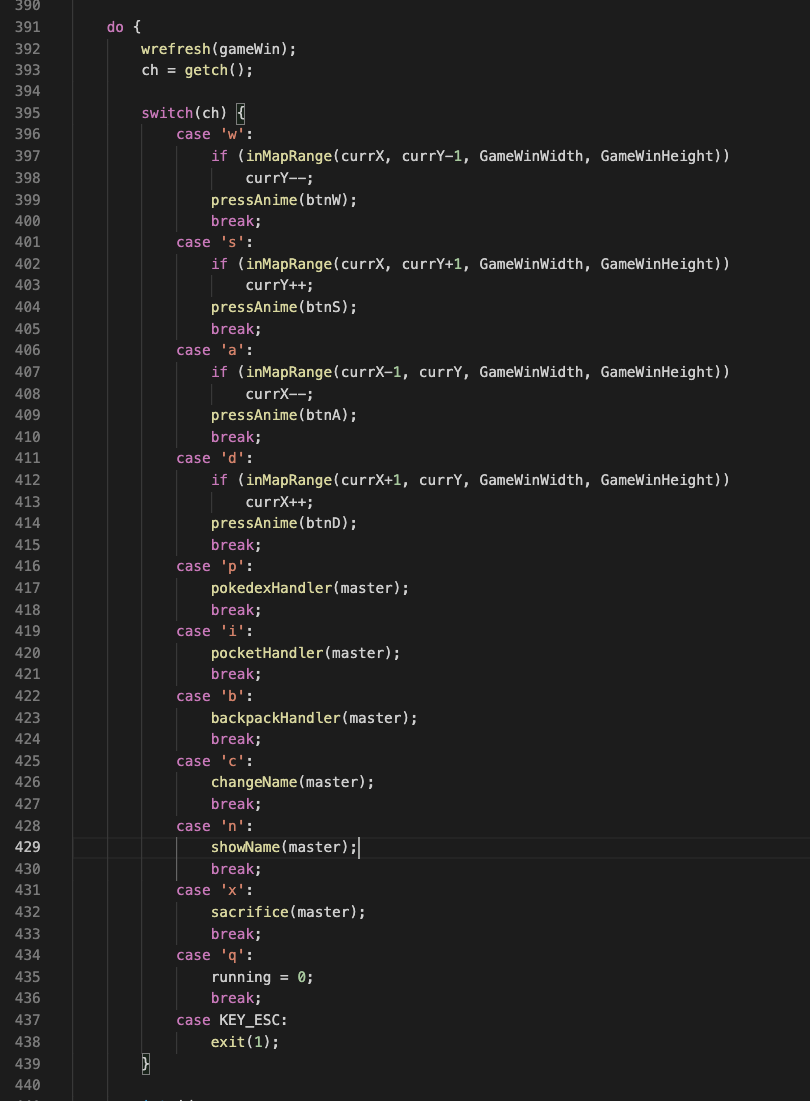 390
391 do {
392 wrefresh(gameWin);
393 ch = getch();
394
395 switch(ch) {
396 case 'w':
397 if (inMapRange(currX, currY-1, GameWinWidth, GameWinHeight))
398 currY--;
399 pressAnime(btnW);
400 break;
401 case 's':
402 if (inMapRange(currX, currY+1, GameWinWidth, GameWinHeight))
403 currY++;
404 pressAnime(btnS);
405 break;
406 case 'a':
407 if (inMapRange(currX-1, currY, GameWinWidth, GameWinHeight))
408 currX--;
409 pressAnime(btnA);
410 break;
411 case 'd':
412 if (inMapRange(currX+1, currY, GameWinWidth, GameWinHeight))
413 currX++;
414 pressAnime(btnD);
415 break;
416 case 'p':
417 pokedexHandler(master);
418 break;
419 case 'i':
420 pocketHandler(master);
421 break;
422 case 'b':
423 backpackHandler(master);
424 break;
425 case 'c':
426 changeName(master);
427 break;
428 case 'n':
429 showName(master);
430 break;
431 case 'x':
432 sacrifice(master);
433 break;
434 case 'q':
435 running = 0;
436 break;
437 case KEY_ESC:
438 exit(1);
439 }
440